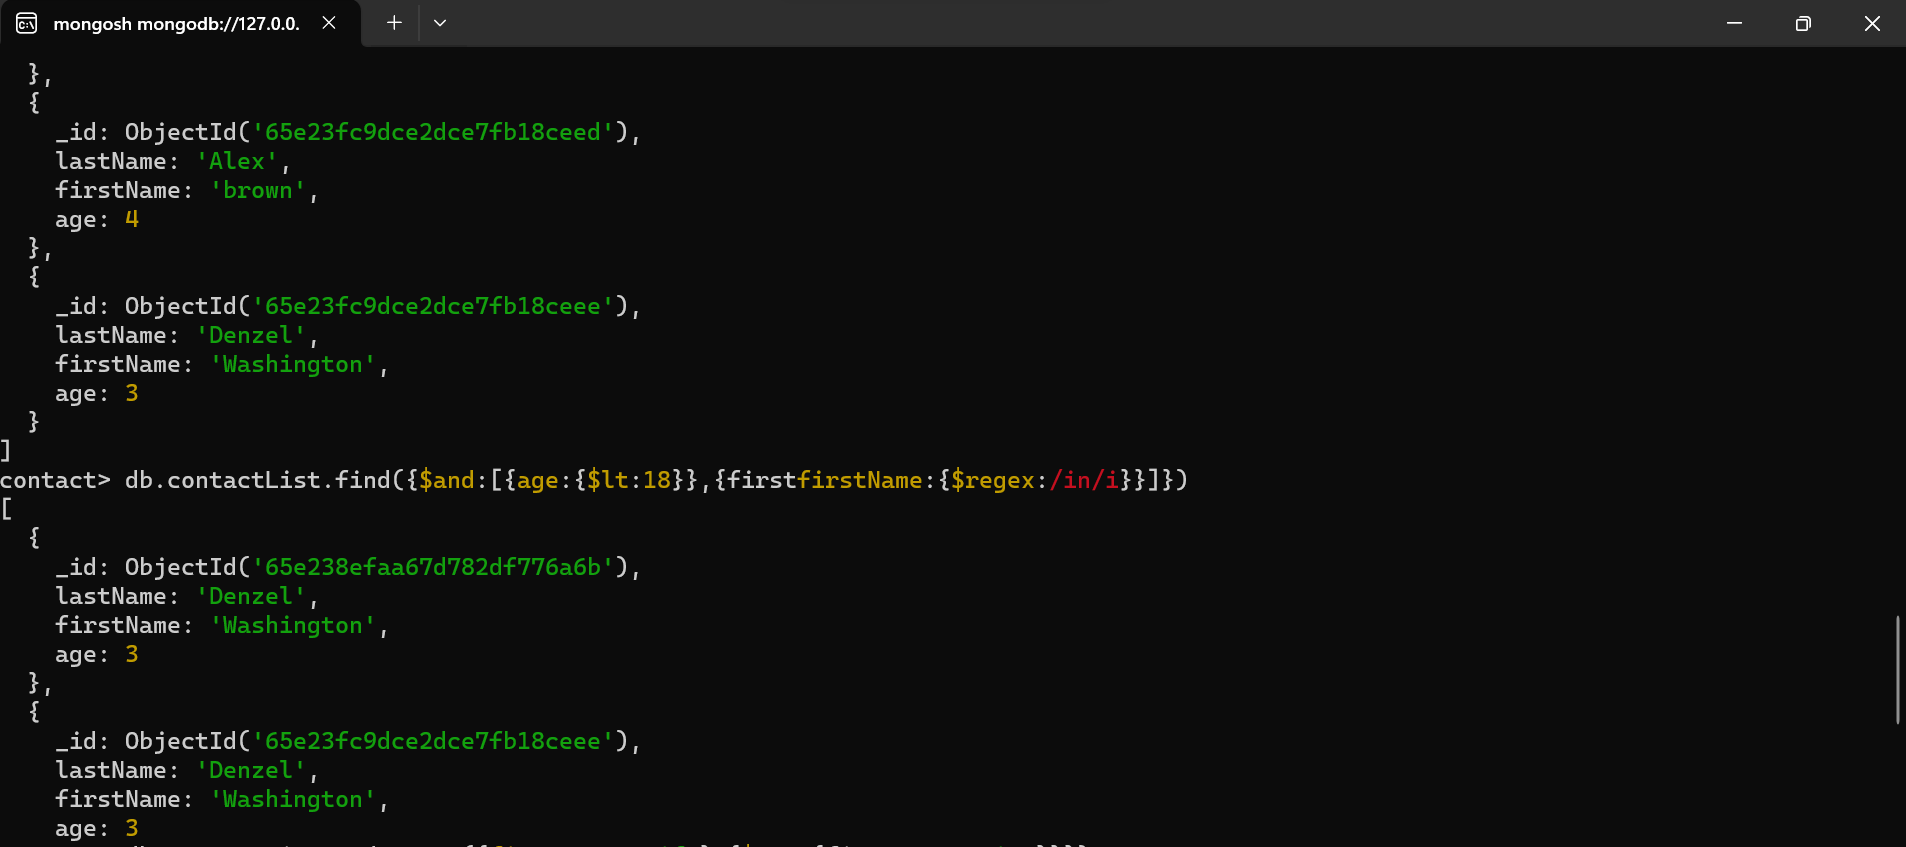 mongosh mongodb://127.0.0.
},
{
_id: ObjectId('65e23fc9dce2dce7fb18ceed'),
lastName: 'Alex',
firstName: 'brown',
age: 4
},
{
_id: ObjectId('65e23fc9dce2dce7fb18ceee'),
lastName: 'Denzel',
firstName: 'Washington',
age: 3
}
]
contact> db.contactList.find({$and:[{age:{$lt:18}},{firstfirstName:{$regex:/in/i}}]})
[
{
_id: ObjectId('65e238efaa67d782df776a6b'),
lastName: 'Denzel',
firstName: 'Washington',
age: 3
},
{
_id: ObjectId('65e23fc9dce2dce7fb18ceee'),
lastName: 'Denzel',
firstName: 'Washington',
age: 3